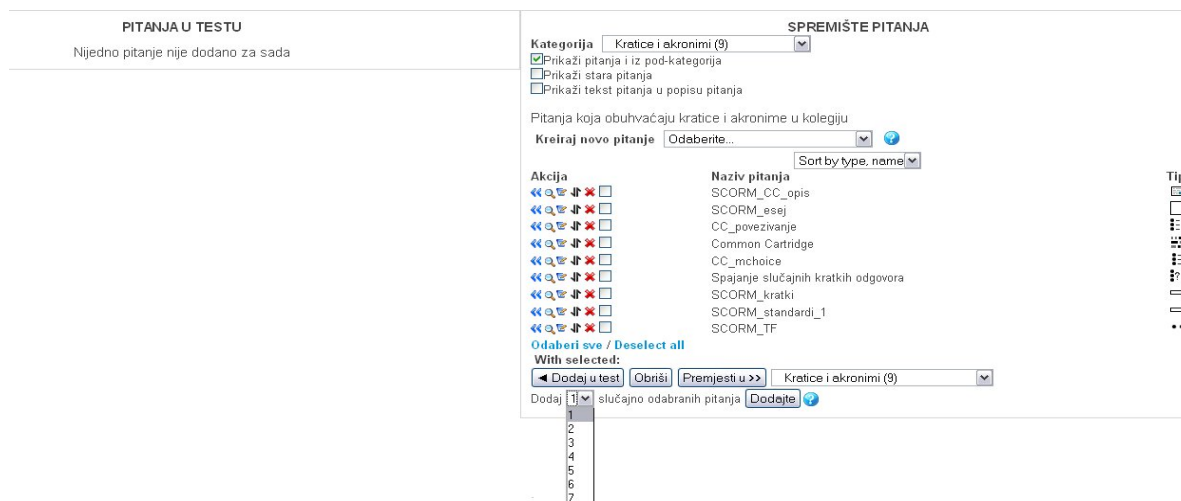 PITANJA U TESTU
Nijedno pitanje nije dodano za sada
SPREMIŠTE PITANJA
Kategorija Kratice i akronimi (9)
Prikaži pitanja i iz pod-kategorija
Prikaži stara pitanja
Prikaži tekst pitanja u popisu pitanja
Pitanja koja obuhvaćaju kratice i akronime u kolegiju
Kreiraj novo pitanje Odaberite...
Sort by type, name
Akcija Naziv pitanja Tip
SCORM_CC_opis
SCORM_esej
CC_povezivanje
Common Cartridge
CC_mchoice
Spajanje slučajnih kratkih odgovora
SCORM_kratki
SCORM_standardi_1
SCORM_TF
Odaberi sve / Deselect all
With selected:
◄ Dodaj u test Obriši Premjesti u >> Kratice i akronimi (9)
Dodaj 1 slučajno odabranih pitanja Dodajte
1
2
3
4
5
6
7